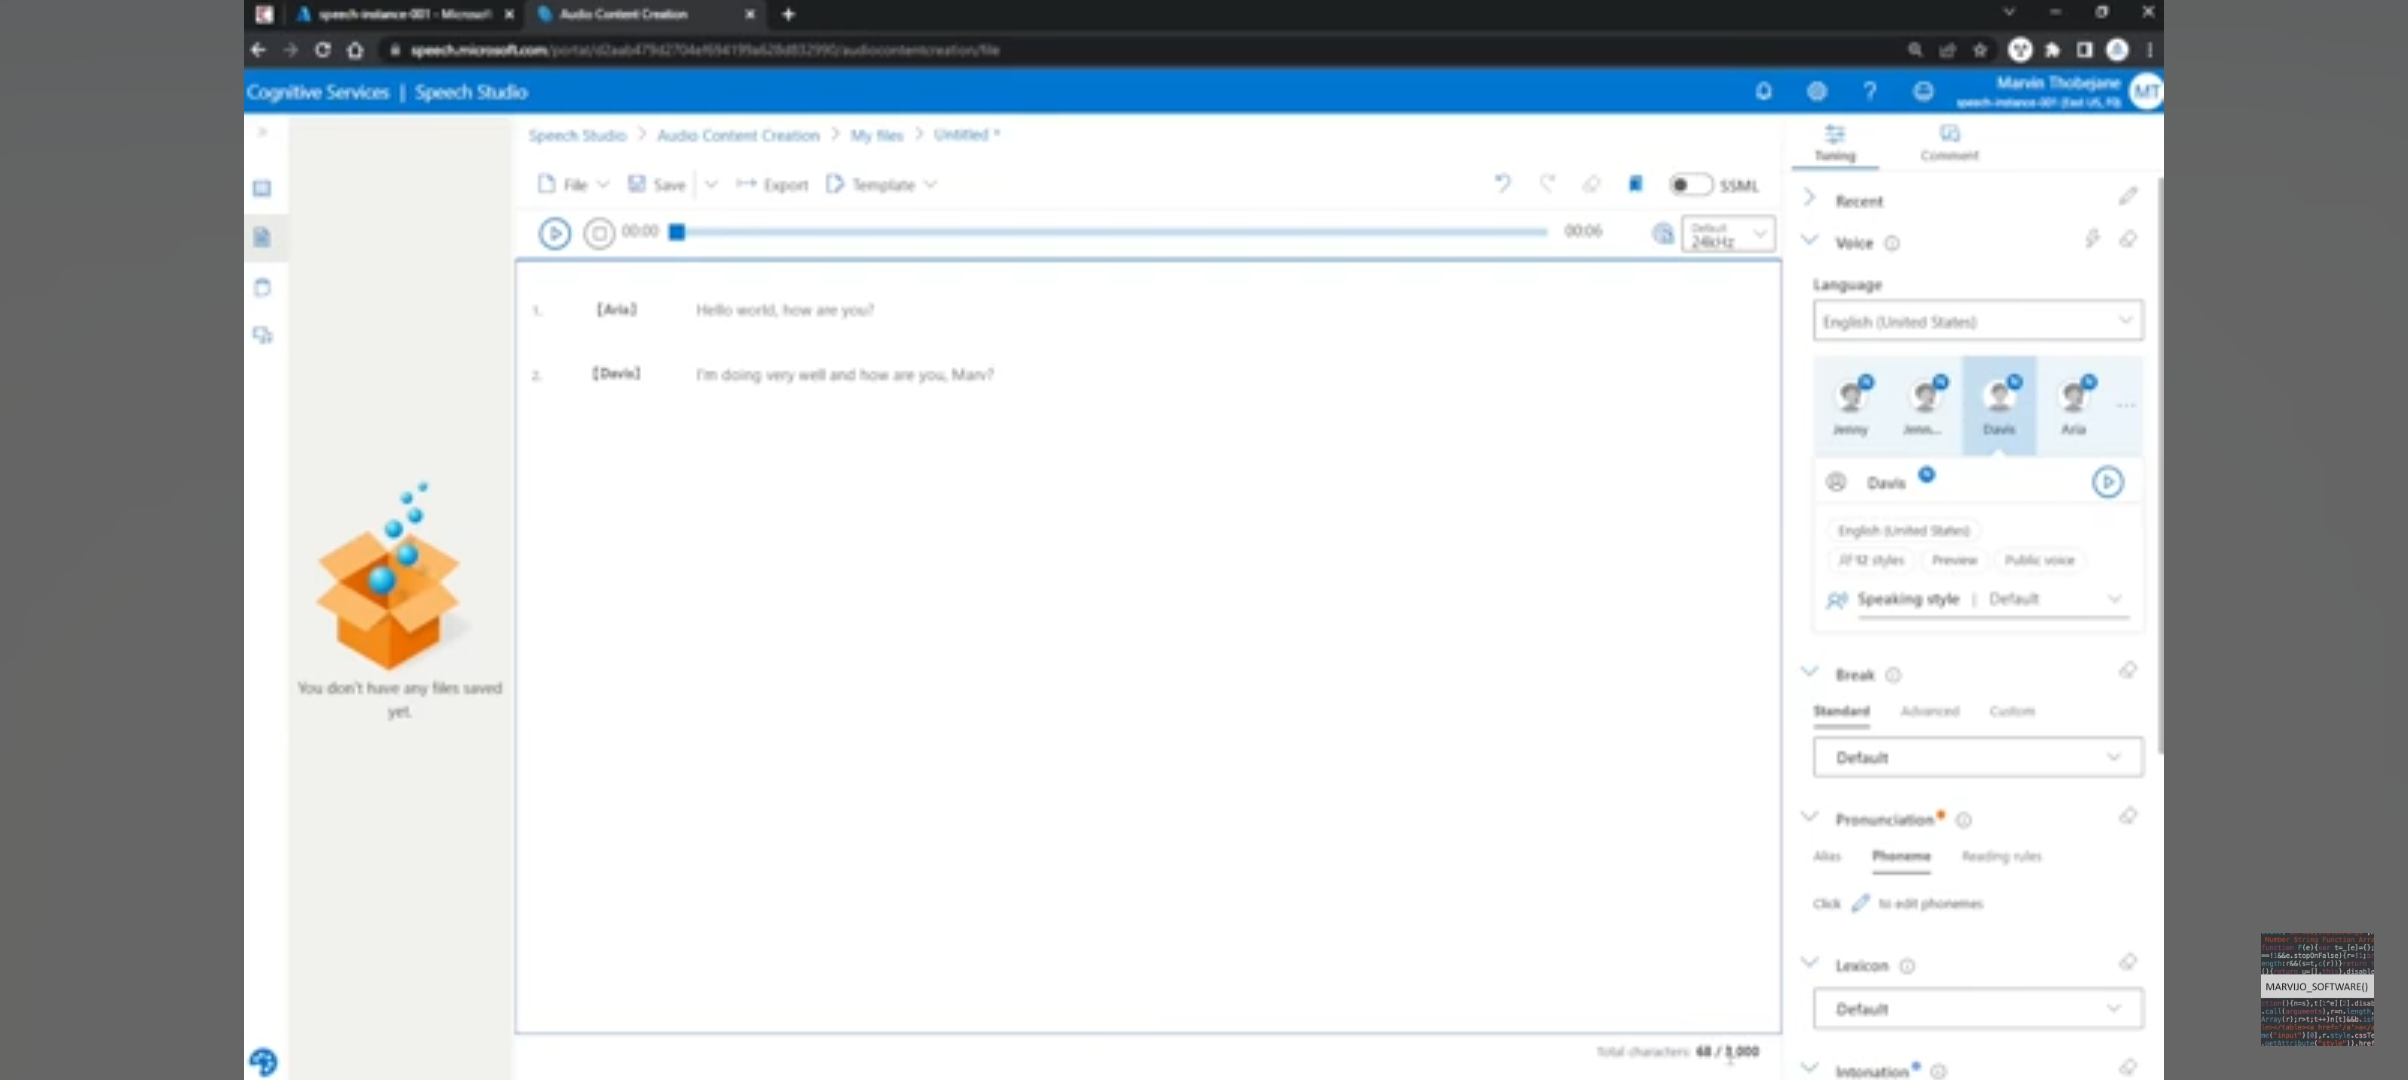 speech-instance-001 - Microsoft
Audio Content Creation
speech.microsoft.com/portal/d2aab479d2704ef694199a628d832990/audiocontentcreation/file
Cognitive Services | Speech Studio
Marvin Thobejane
speech-instance-001 (East US, F0)
MT
Speech Studio > Audio Content Creation > My files > Untitled *
Tuning
Comment
File
Save
Export
Template
SSML
00:00
00:06
Default
24kHz
1. [Aria] Hello world, how are you?
2. [Davis] I'm doing very well and how are you, Marv?
You don't have any files saved
yet.
Total characters: 68 /
Recent
Voice
Language
English (United States)
Jenny
Jenn...
Davis
Aria
...
Davis
English (United States)
12 styles
Preview
Public voice
Speaking style | Default
Break
Standard
Advanced
Custom
Default
Pronunciation
Alias
Phoneme
Reading rules
Click to edit phonemes
Lexicon
Default
Intonation
MARVIJO_SOFTWARE()